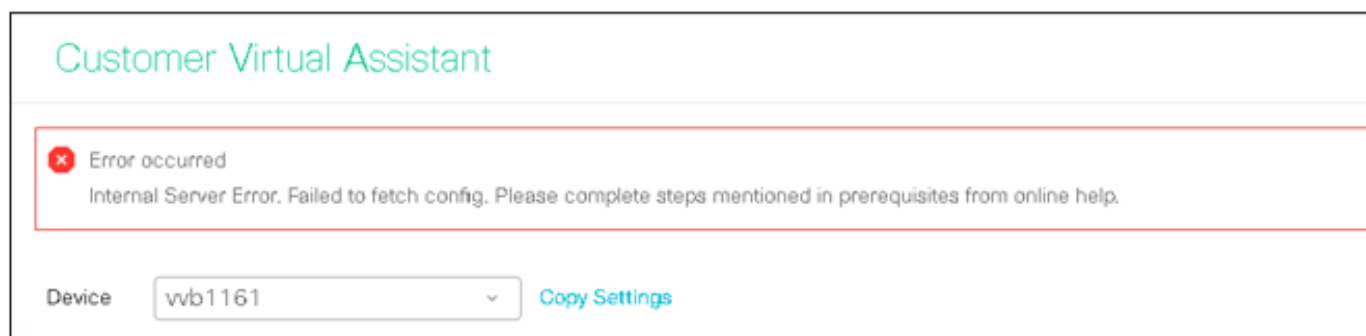 Customer Virtual Assistant
Error occurred
Internal Server Error. Failed to fetch config. Please complete steps mentioned in prerequisites from online help.
Device vvb1161 Copy Settings